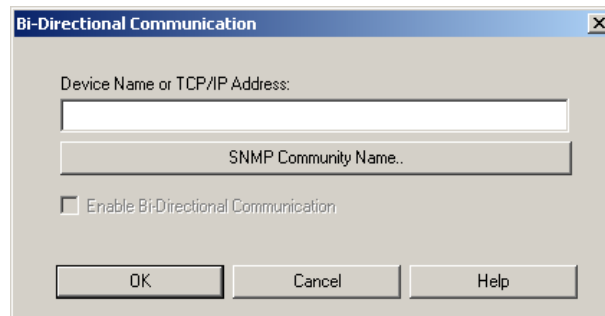 Bi-Directional Communication
Device Name or TCP/IP Address:
SNMP Community Name..
Enable Bi-Directional Communication
OK Cancel Help